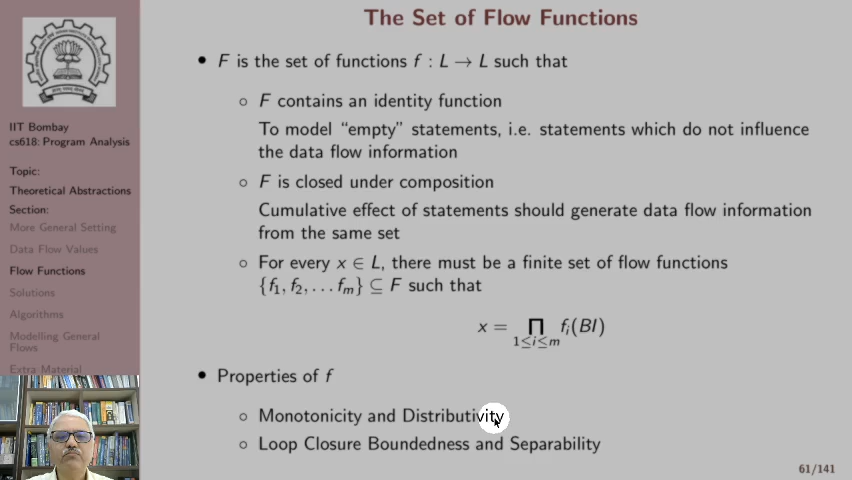 The Set of Flow Functions
IIT Bombay
cs618: Program Analysis
Topic:
Theoretical Abstractions
Section:
More General Setting
Data Flow Values
Flow Functions
Solutions
Algorithms
Modelling General
Flows
Extra Material
• F is the set of functions f : L → L such that
○ F contains an identity function
To model “empty” statements, i.e. statements which do not influence
the data flow information
○ F is closed under composition
Cumulative effect of statements should generate data flow information
from the same set
○ For every x ∈ L, there must be a finite set of flow functions
{f₁, f₂, . . . fₘ} ⊆ F such that
x = ⊓ fᵢ(BI)
1≤i≤m
• Properties of f
○ Monotonicity and Distributivity
○ Loop Closure Boundedness and Separability
61/141